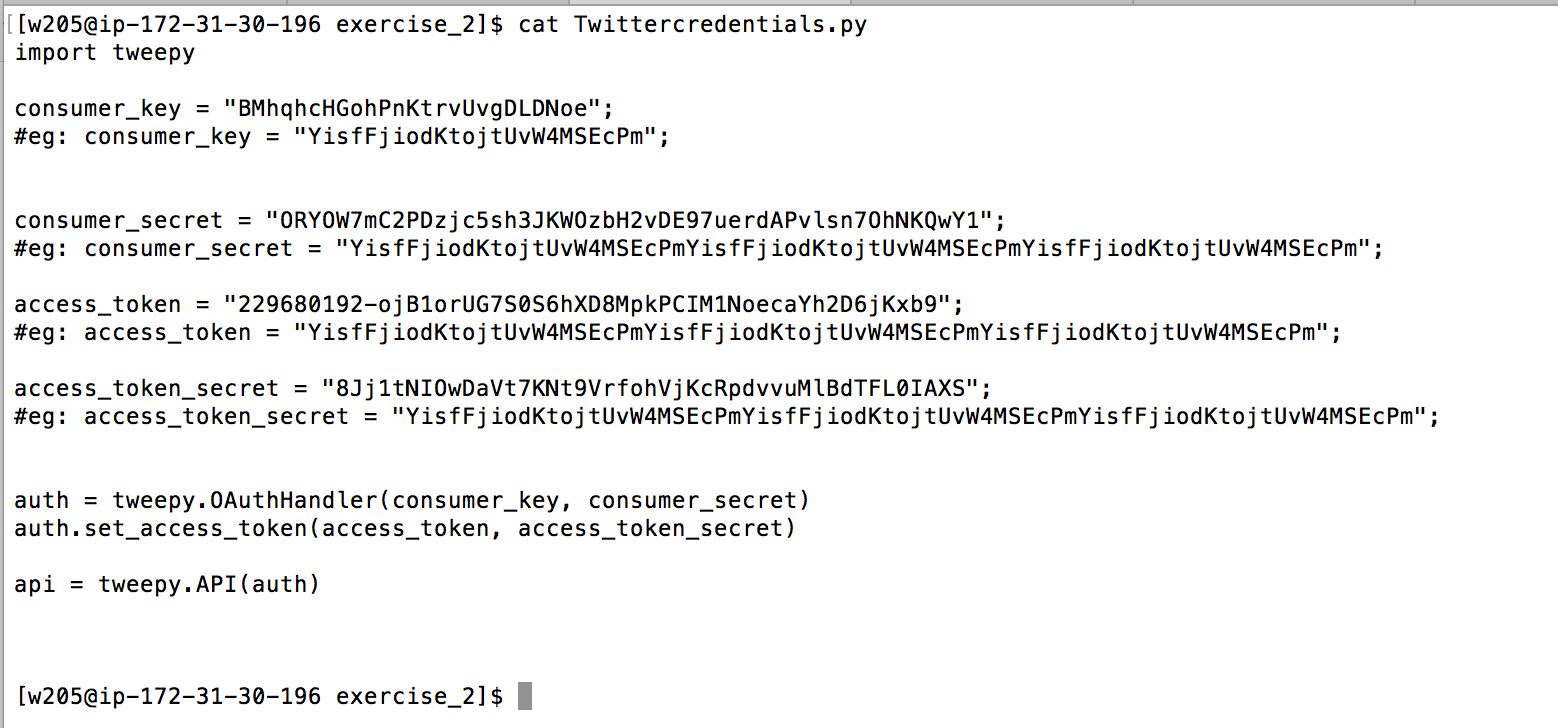 [[w205@ip-172-31-30-196 exercise_2]$ cat Twittercredentials.py
import tweepy

consumer_key = "BMhqhcHGohPnKtrvUvgDLDNoe";
#eg: consumer_key = "YisfFjiodKtojtUvW4MSEcPm";

consumer_secret = "ORYOW7mC2PDzjc5sh3JKWOzbH2vDE97uerdAPvlsn7OhNKQwY1";
#eg: consumer_secret = "YisfFjiodKtojtUvW4MSEcPmYisfFjiodKtojtUvW4MSEcPmYisfFjiodKtojtUvW4MSEcPm";

access_token = "229680192-ojB1orUG7S0S6hXD8MpkPCIM1NoecaYh2D6jKxb9";
#eg: access_token = "YisfFjiodKtojtUvW4MSEcPmYisfFjiodKtojtUvW4MSEcPmYisfFjiodKtojtUvW4MSEcPm";

access_token_secret = "8Jj1tNIOwDaVt7KNt9VrfohVjKcRpdvvuMlBdTFL0IAXS";
#eg: access_token_secret = "YisfFjiodKtojtUvW4MSEcPmYisfFjiodKtojtUvW4MSEcPmYisfFjiodKtojtUvW4MSEcPm";

auth = tweepy.OAuthHandler(consumer_key, consumer_secret)
auth.set_access_token(access_token, access_token_secret)

api = tweepy.API(auth)

[w205@ip-172-31-30-196 exercise_2]$